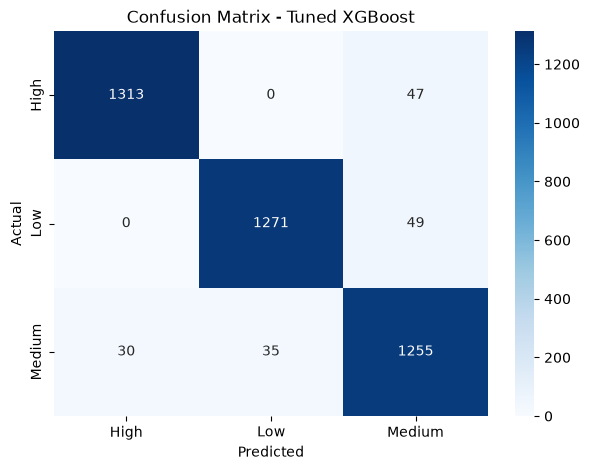 Confusion Matrix - Tuned XGBoost
High
1313
0
47
Low
0
1271
49
Medium
30
35
1255
Actual
High
Low
Medium
Predicted
1200
1000
800
600
400
200
0